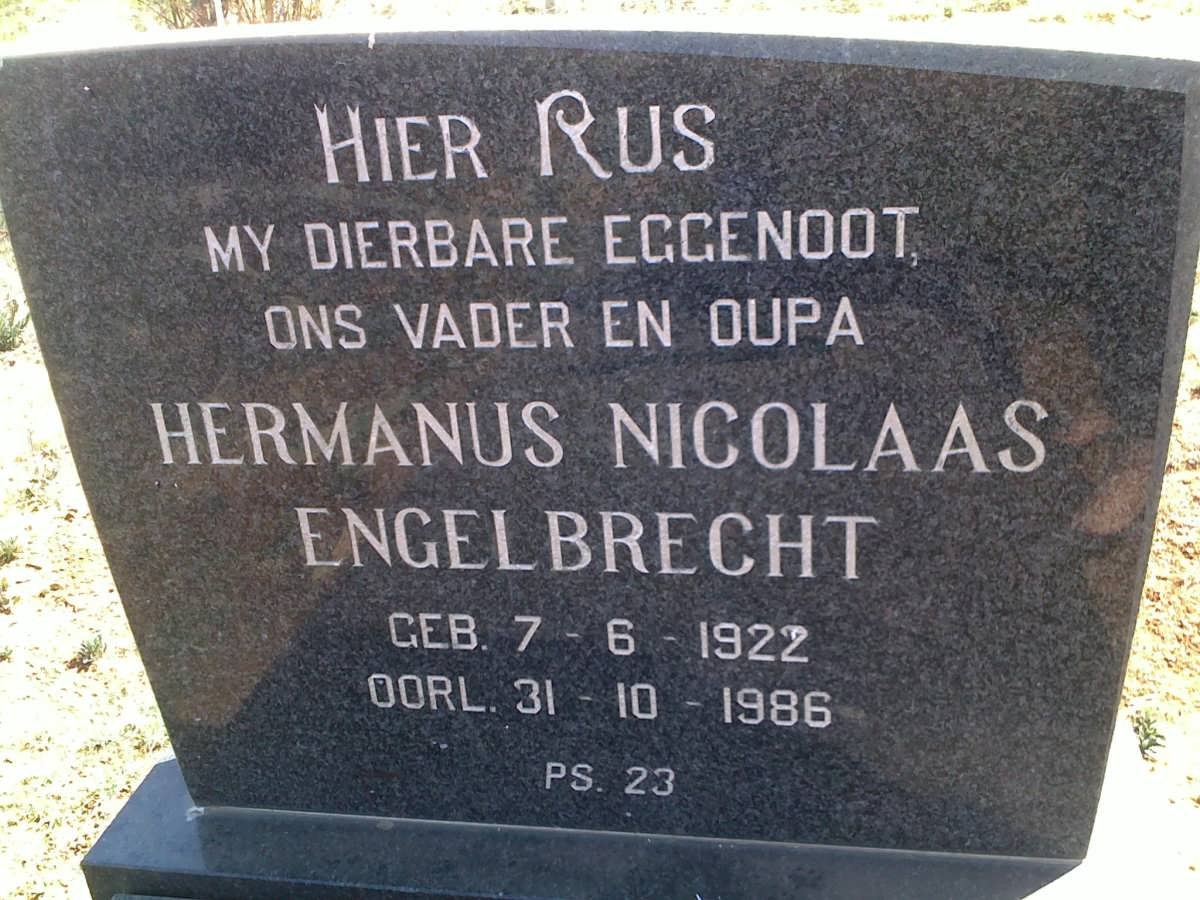 HIER RUS
MY DIERBARE EGGENOOT,
ONS VADER EN OUPA
HERMANUS NICOLAAS
ENGELBRECHT
GEB. 7 - 6 - 1922
OORL. 31 - 10 - 1986
PS. 23